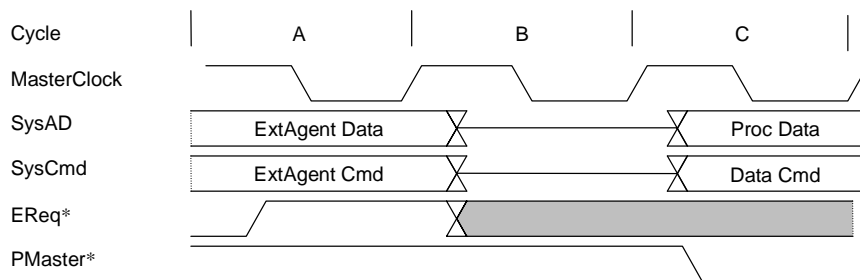 Cycle A B C
MasterClock
SysAD ExtAgent Data Proc Data
SysCmd ExtAgent Cmd Data Cmd
EReq*
PMaster*